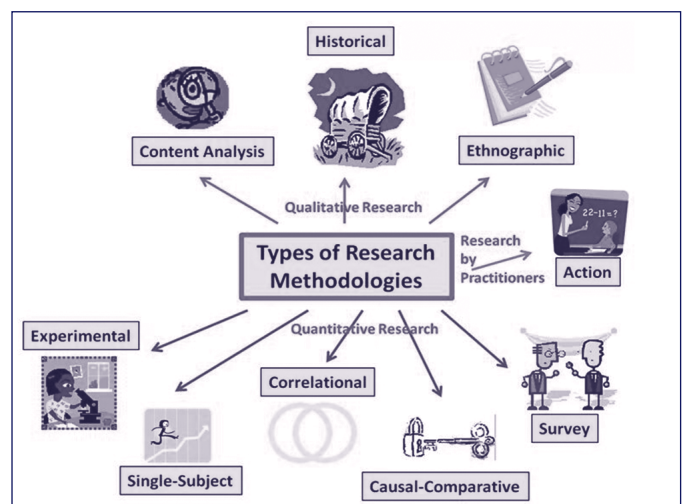 Historical
Content Analysis
Ethnographic
Qualitative Research
22-11=?
Types of Research
Methodologies
Research
by
Practitioners
Action
Experimental
Quantitative Research
Correlational
Survey
Single-Subject
Causal-Comparative